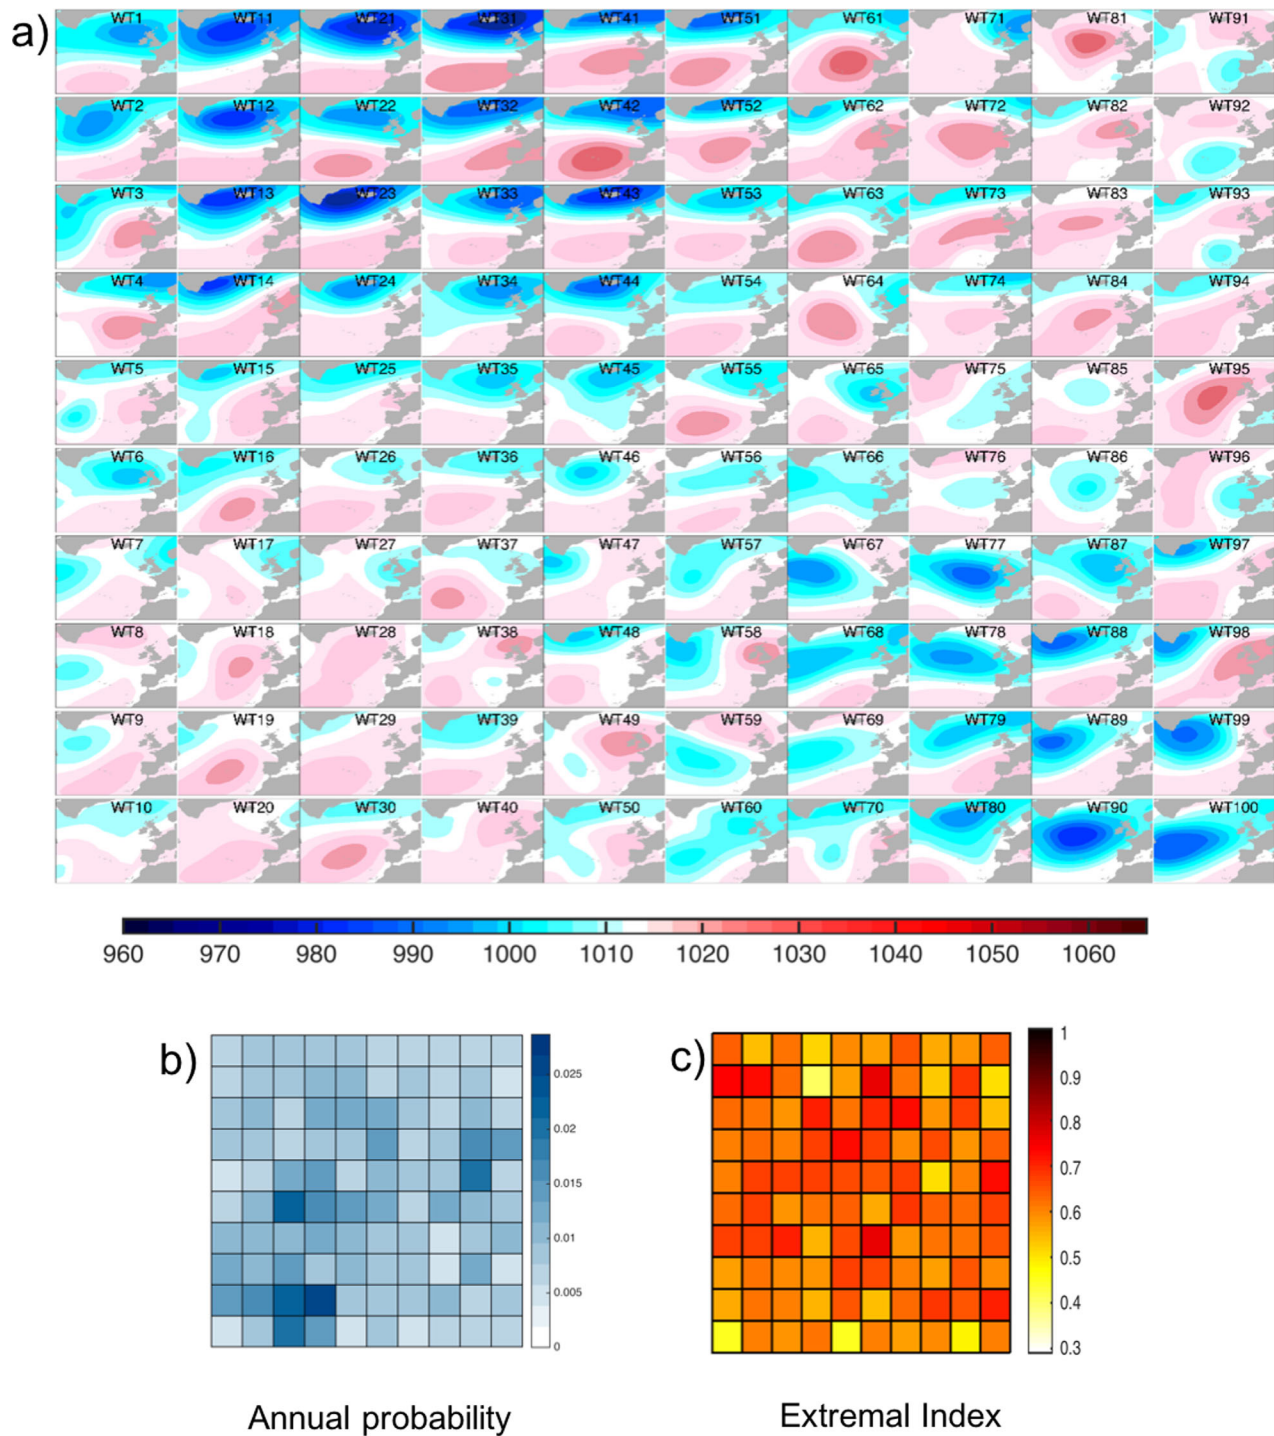 a)
WT1 WT11 WT21 WT31 WT41 WT51 WT61 WT71 WT81 WT91
WT2 WT12 WT22 WT32 WT42 WT52 WT62 WT72 WT82 WT92
WT3 WT13 WT23 WT33 WT43 WT53 WT63 WT73 WT83 WT93
WT4 WT14 WT24 WT34 WT44 WT54 WT64 WT74 WT84 WT94
WT5 WT15 WT25 WT35 WT45 WT55 WT65 WT75 WT85 WT95
WT6 WT16 WT26 WT36 WT46 WT56 WT66 WT76 WT86 WT96
WT7 WT17 WT27 WT37 WT47 WT57 WT67 WT77 WT87 WT97
WT8 WT18 WT28 WT38 WT48 WT58 WT68 WT78 WT88 WT98
WT9 WT19 WT29 WT39 WT49 WT59 WT69 WT79 WT89 WT99
WT10 WT20 WT30 WT40 WT50 WT60 WT70 WT80 WT90 WT100
960 970 980 990 1000 1010 1020 1030 1040 1050 1060
b)
0.025
0.02
0.015
0.01
0.005
0
Annual probability
c)
1
0.9
0.8
0.7
0.6
0.5
0.4
0.3
Extremal Index